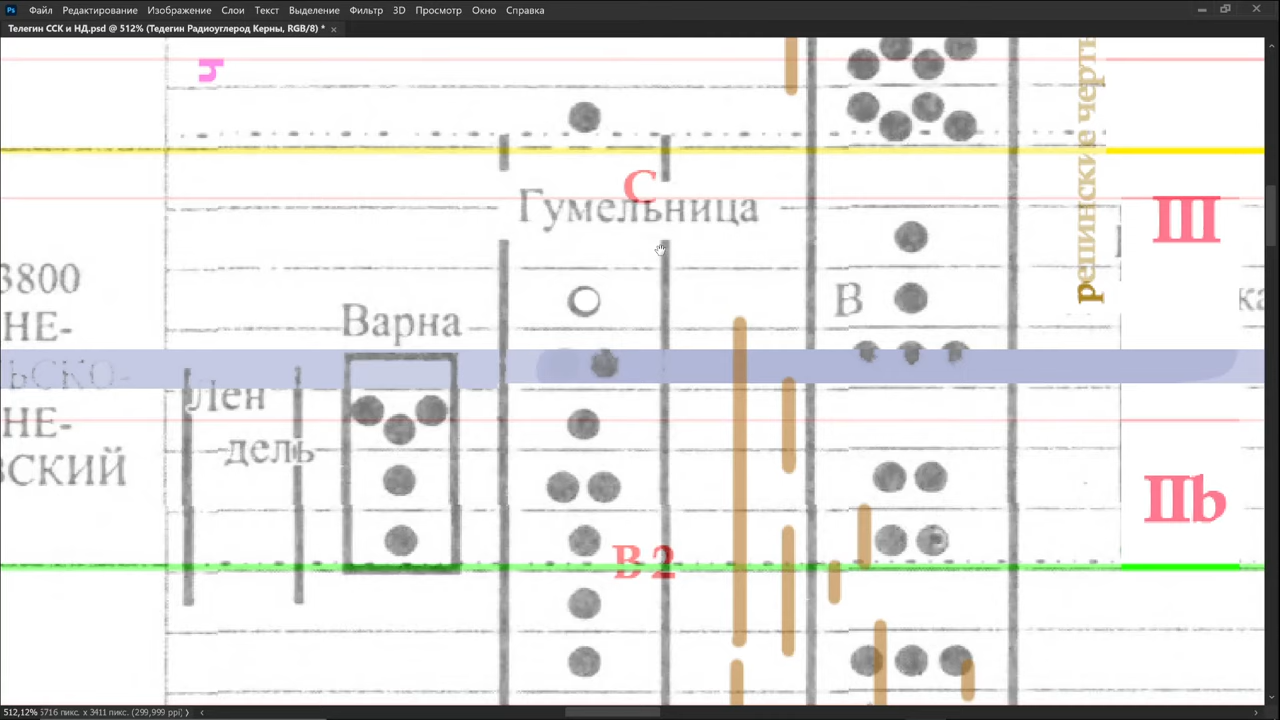 Файл Редактирование Изображение Слои Текст Выделение Фильтр 3D Просмотр Окно Справка
Телегин ССК и НД.psd @ 512% (Тедегин Радиоуглерод Керны, RGB/8) *
С
Гумельница
репинские черты
III
3800
НЕ-
Варна
В
ЬСКО-
Лен
дель
НЕ-
ВСКИЙ
IIb
В 2
512,12% 5716 пикс. x 3411 пикс. (299,999 ppi)